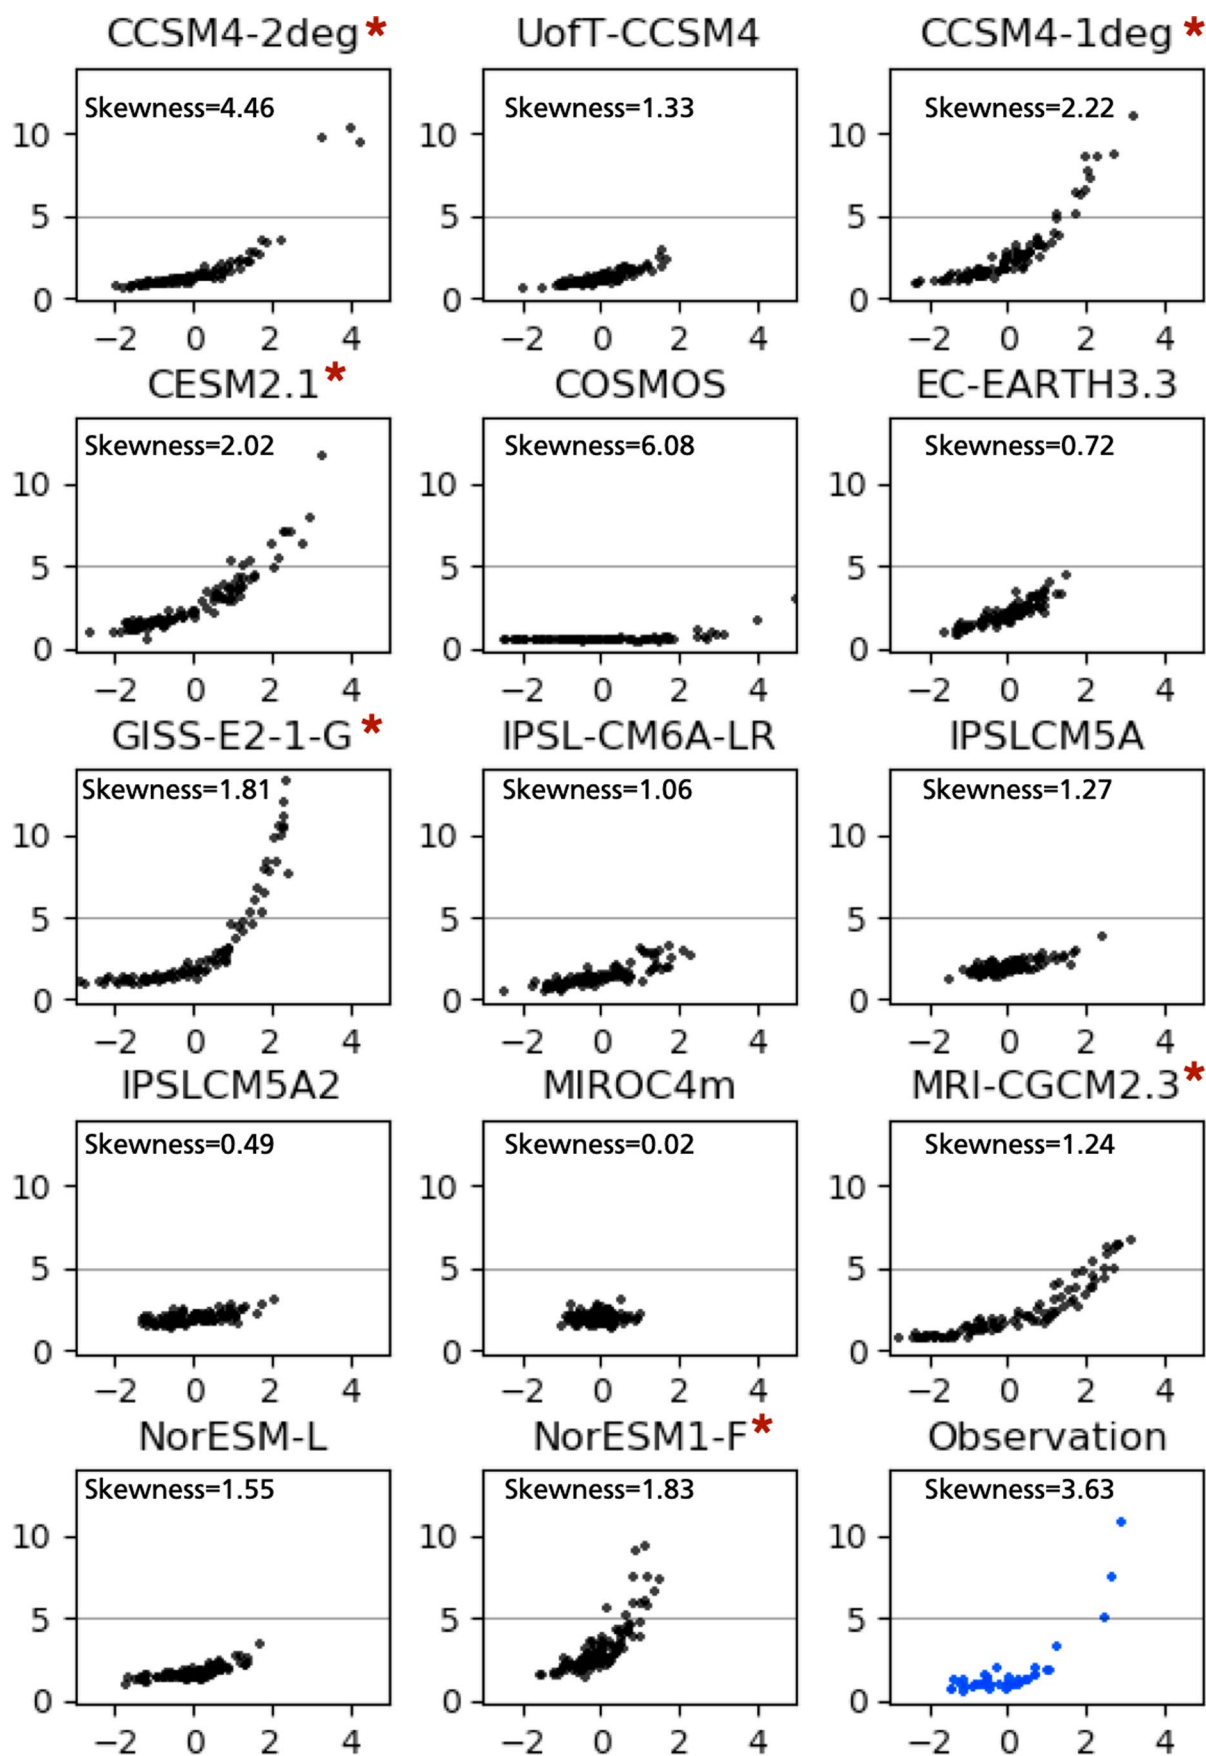 CCSM4-2deg* UofT-CCSM4 CCSM4-1deg*
Skewness=4.46 Skewness=1.33 Skewness=2.22
10 10 10
5 5 5
0 0 0
−2 0 2 4 −2 0 2 4 −2 0 2 4
CESM2.1* COSMOS EC-EARTH3.3
Skewness=2.02 Skewness=6.08 Skewness=0.72
10 10 10
5 5 5
0 0 0
−2 0 2 4 −2 0 2 4 −2 0 2 4
GISS-E2-1-G* IPSL-CM6A-LR IPSLCM5A
Skewness=1.81 Skewness=1.06 Skewness=1.27
10 10 10
5 5 5
0 0 0
−2 0 2 4 −2 0 2 4 −2 0 2 4
IPSLCM5A2 MIROC4m MRI-CGCM2.3*
Skewness=0.49 Skewness=0.02 Skewness=1.24
10 10 10
5 5 5
0 0 0
−2 0 2 4 −2 0 2 4 −2 0 2 4
NorESM-L NorESM1-F* Observation
Skewness=1.55 Skewness=1.83 Skewness=3.63
10 10 10
5 5 5
0 0 0
−2 0 2 4 −2 0 2 4 −2 0 2 4